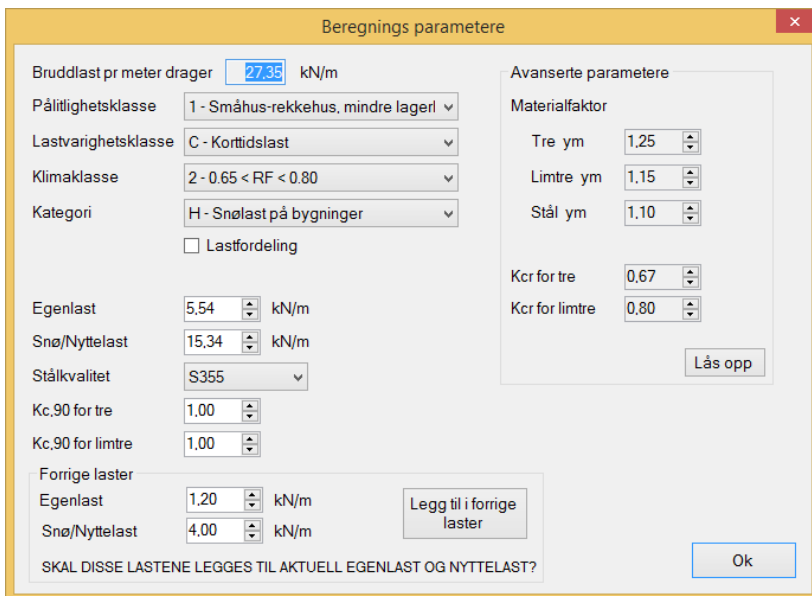 Beregnings parametere
Bruddlast pr meter drager 27,35 kN/m
Pålitlighetsklasse 1 - Småhus-rekkehus, mindre lagerl
Lastvarighetsklasse C - Korttidslast
Klimaklasse 2 - 0.65 < RF < 0.80
Kategori H - Snølast på bygninger
Lastfordeling
Egenlast 5,54 kN/m
Snø/Nyttelast 15,34 kN/m
Stålkvalitet S355
Kc,90 for tre 1,00
Kc,90 for limtre 1,00
Forrige laster
Egenlast 1,20 kN/m
Snø/Nyttelast 4,00 kN/m
Legg til i forrige
laster
SKAL DISSE LASTENE LEGGES TIL AKTUELL EGENLAST OG NYTTELAST?
Avanserte parametere
Materialfaktor
Tre ym 1,25
Limtre ym 1,15
Stål ym 1,10
Kcr for tre 0,67
Kcr for limtre 0,80
Lås opp
Ok